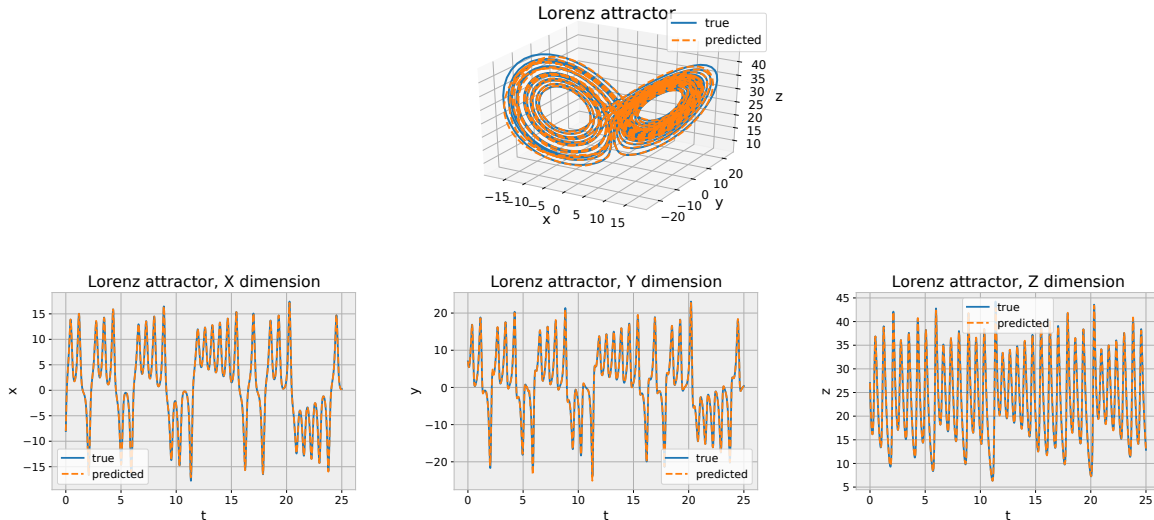 Lorenz attractor
true
predicted
40
35
30
25
20
15
10
z
−15 −10 −5 0 5 10 15
x
−20 −10 0 10 20
y
Lorenz attractor, X dimension
15
10
5
0
−5
−10
−15
x
true
predicted
0 5 10 15 20 25
t
Lorenz attractor, Y dimension
20
10
0
−10
−20
y
true
predicted
0 5 10 15 20 25
t
Lorenz attractor, Z dimension
45
40
35
30
25
20
15
10
5
z
true
predicted
0 5 10 15 20 25
t